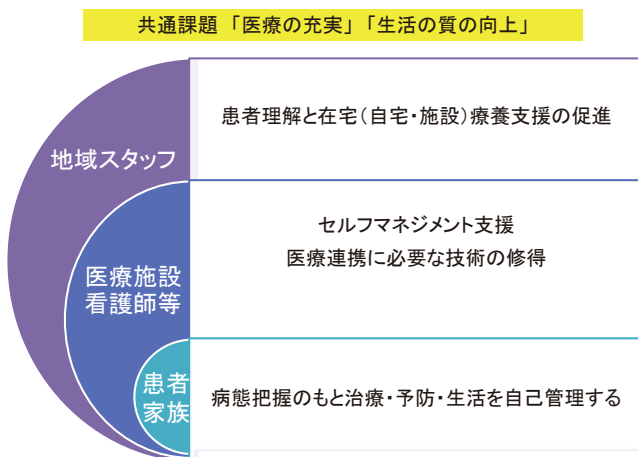 共通課題 「医療の充実」 「生活の質の向上」
地域スタッフ
患者理解と在宅（自宅・施設）療養支援の促進
医療施設
看護師等
セルフマネジメント支援
医療連携に必要な技術の修得
患者
家族
病態把握のもと治療・予防・生活を自己管理する